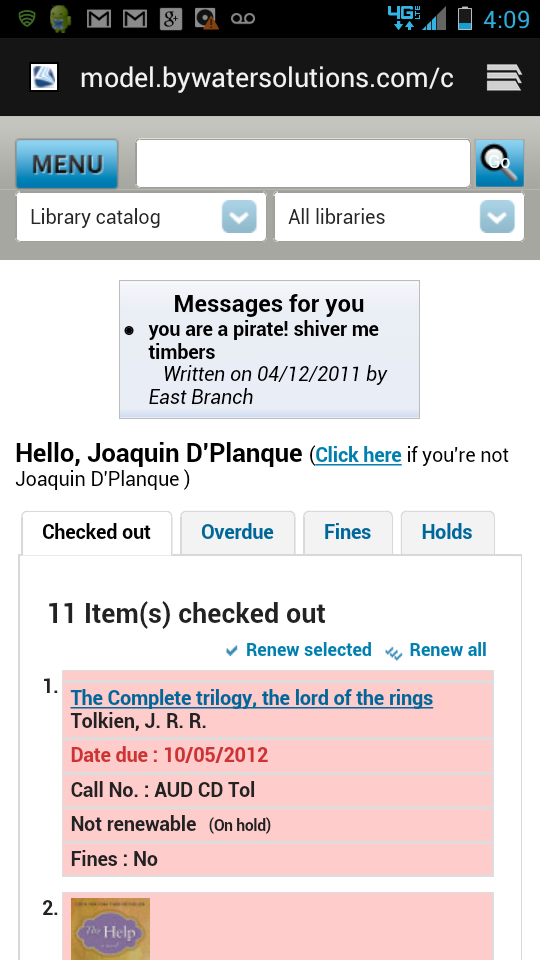 4G LTE 4:09
model.bywatersolutions.com/c
MENU Go
Library catalog All libraries
Messages for you
you are a pirate! shiver me
timbers
Written on 04/12/2011 by
East Branch
Hello, Joaquin D'Planque (Click here if you're not
Joaquin D'Planque )
Checked out Overdue Fines Holds
11 Item(s) checked out
Renew selected Renew all
1. The Complete trilogy, the lord of the rings
Tolkien, J. R. R.
Date due : 10/05/2012
Call No. : AUD CD Tol
Not renewable (On hold)
Fines : No
2.
The Help